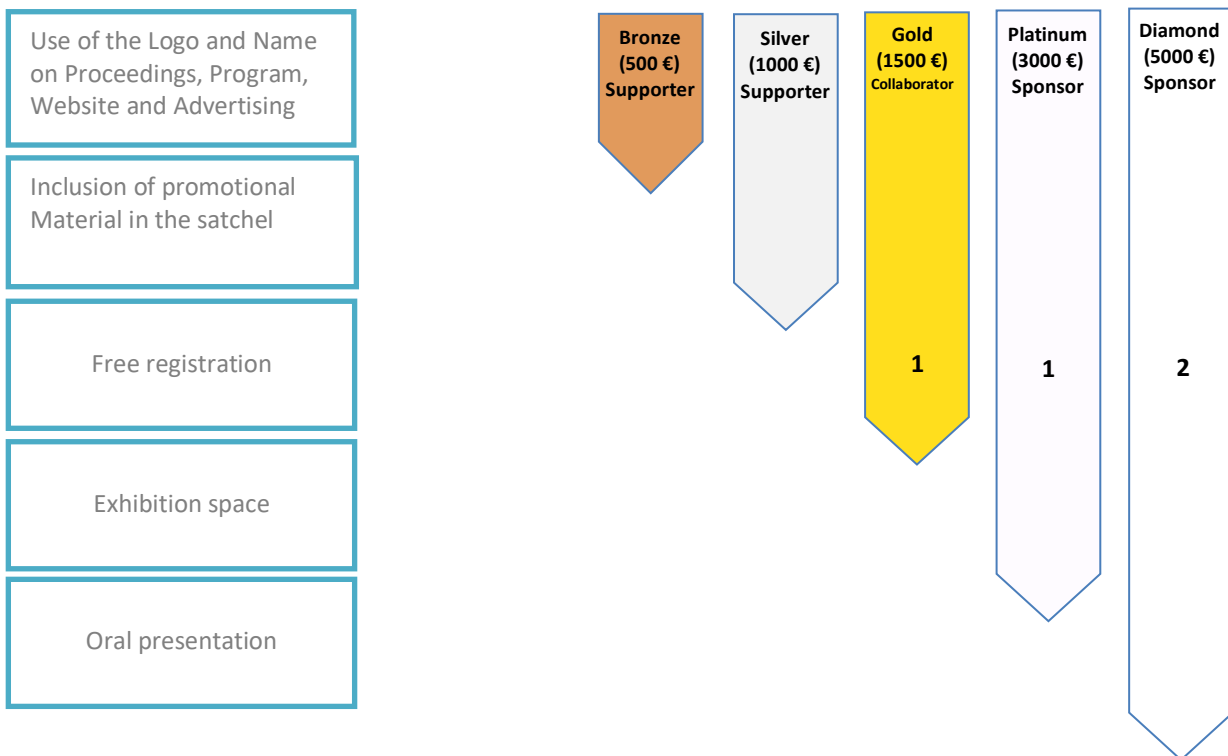 Use of the Logo and Name
on Proceedings, Program,
Website and Advertising
Inclusion of promotional
Material in the satchel
Free registration
Exhibition space
Oral presentation
Bronze
(500 €)
Supporter
Silver
(1000 €)
Supporter
Gold
(1500 €)
Collaborator
1
Platinum
(3000 €)
Sponsor
1
Diamond
(5000 €)
Sponsor
2